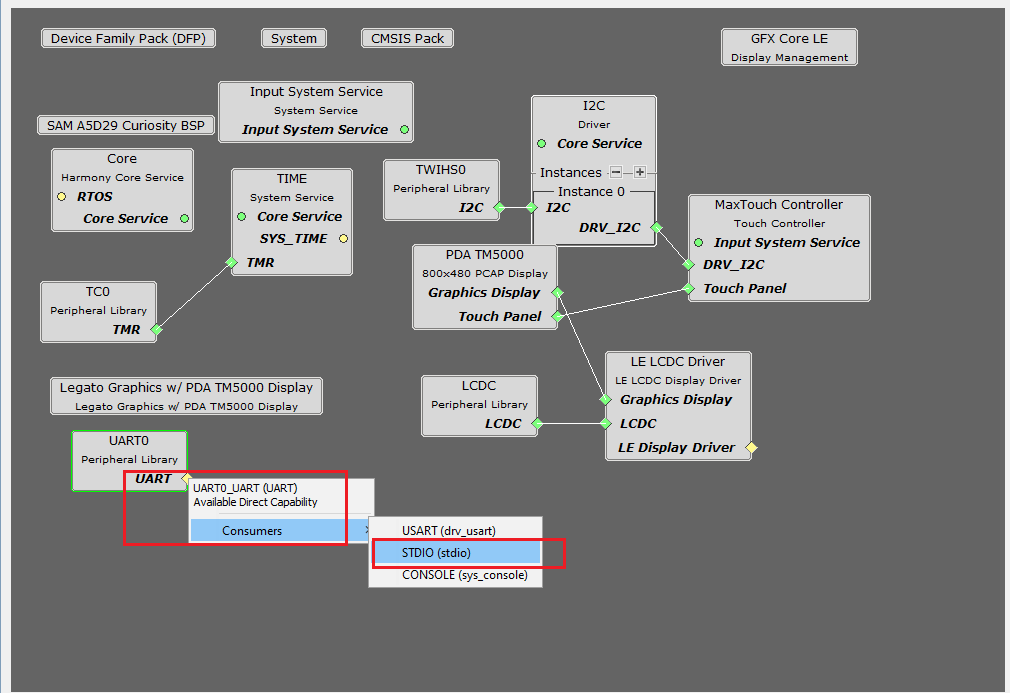 Device Family Pack (DFP)
System
CMSIS Pack
GFX Core LE
Display Management
Input System Service
System Service
Input System Service
SAM A5D29 Curiosity BSP
Core
Harmony Core Service
RTOS
Core Service
TIME
System Service
Core Service
SYS_TIME
TMR
TC0
Peripheral Library
TMR
TWIHS0
Peripheral Library
I2C
I2C
Driver
Core Service
Instances
Instance 0
I2C
DRV_I2C
MaxTouch Controller
Touch Controller
Input System Service
DRV_I2C
Touch Panel
PDA TM5000
800x480 PCAP Display
Graphics Display
Touch Panel
LCDC
Peripheral Library
LCDC
LE LCDC Driver
LE LCDC Display Driver
Graphics Display
LCDC
LE Display Driver
Legato Graphics w/ PDA TM5000 Display
Legato Graphics w/ PDA TM5000 Display
UART0
Peripheral Library
UART
UART0_UART (UART)
Available Direct Capability
Consumers
USART (drv_usart)
STDIO (stdio)
CONSOLE (sys_console)